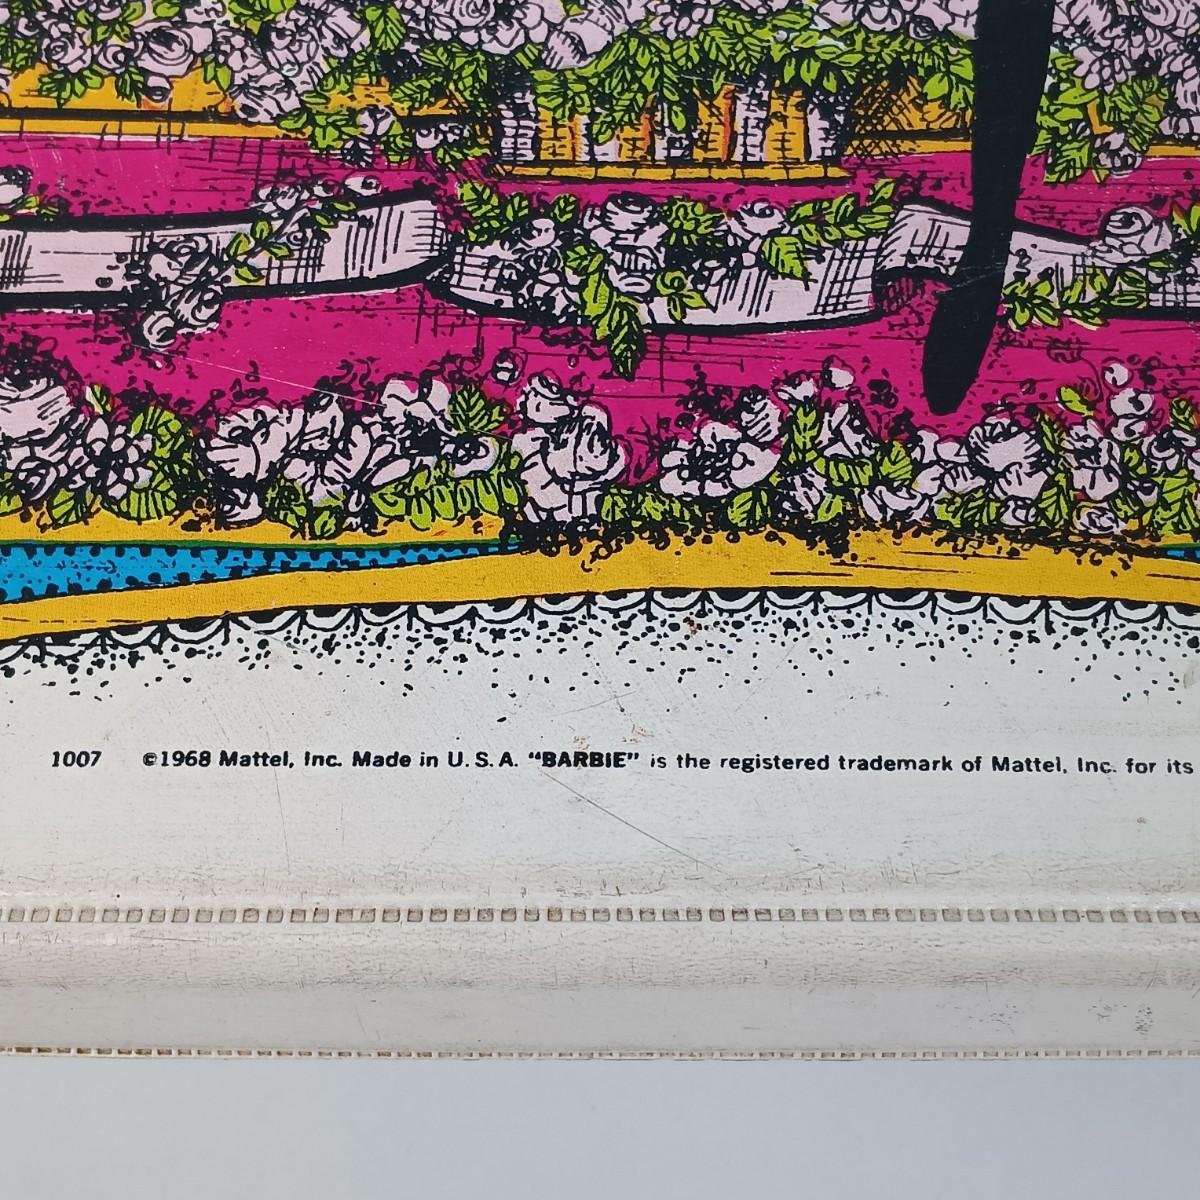 1007 ©1968 Mattel, Inc. Made in U.S.A. "BARBIE" is the registered trademark of Mattel, Inc. for its